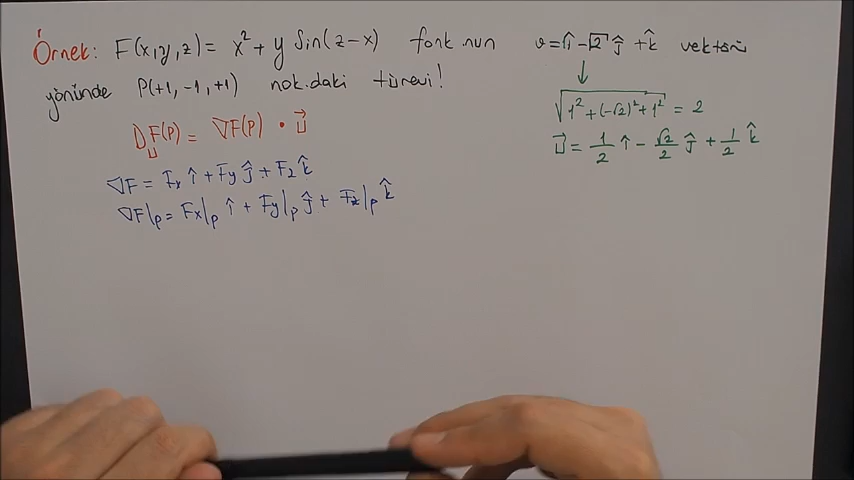 Örnek: F(x,y,z) = x² + y Sin(z-x) fonk.nun v = î - √2 ĵ + k̂ vektörü
yönünde P(+1, -1, +1) nok.daki türevi!
√(1² + (-√2)² + 1²) = 2
D_u F(P) = ∇F(P) • u⃗
u⃗ = 1/2 î - √2/2 ĵ + 1/2 k̂
∇F = Fx î + Fy ĵ + Fz k̂
∇F|p = Fx|p î + Fy|p ĵ + Fz|p k̂